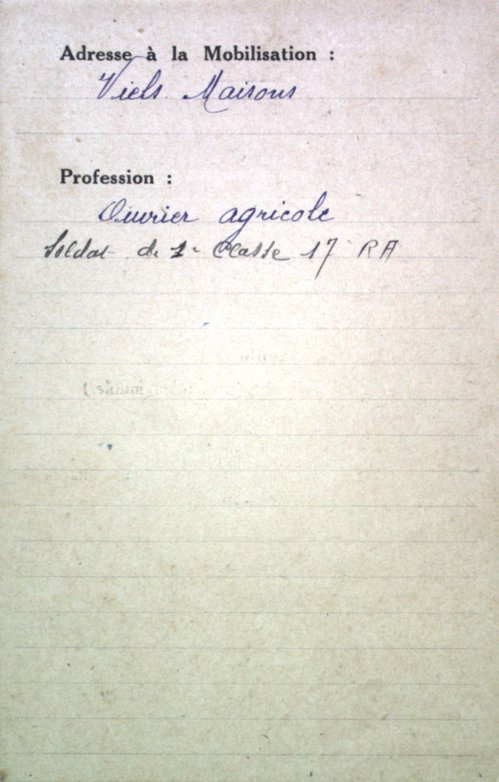 Adresse à la Mobilisation :
Viels Maisons
Profession :
Ouvrier agricole
Soldat de 1e Classe 17 RA